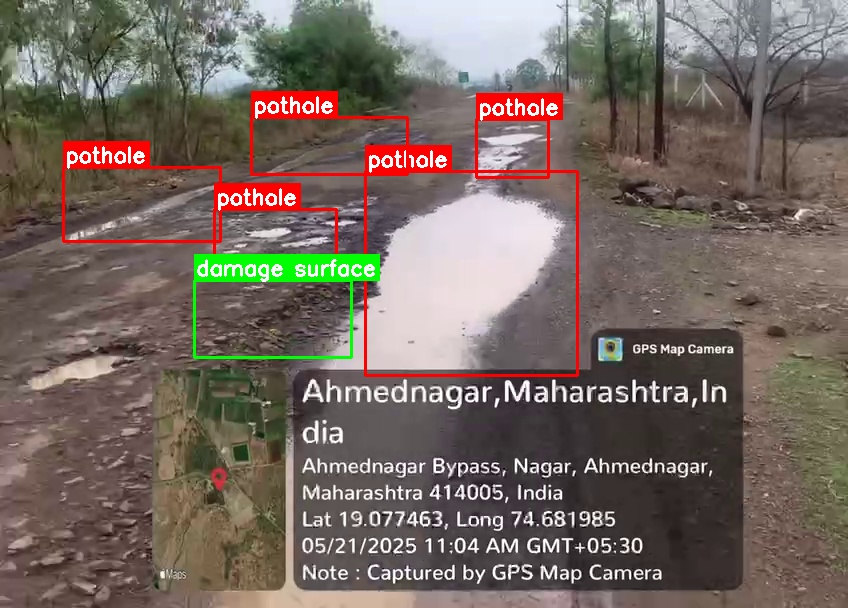 pothole
pothole
pothole
pothole
pothole
damage surface
GPS Map Camera
Ahmednagar,Maharashtra,In
dia
Ahmednagar Bypass, Nagar, Ahmednagar,
Maharashtra 414005, India
Lat 19.077463, Long 74.681985
05/21/2025 11:04 AM GMT+05:30
Note : Captured by GPS Map Camera
Maps